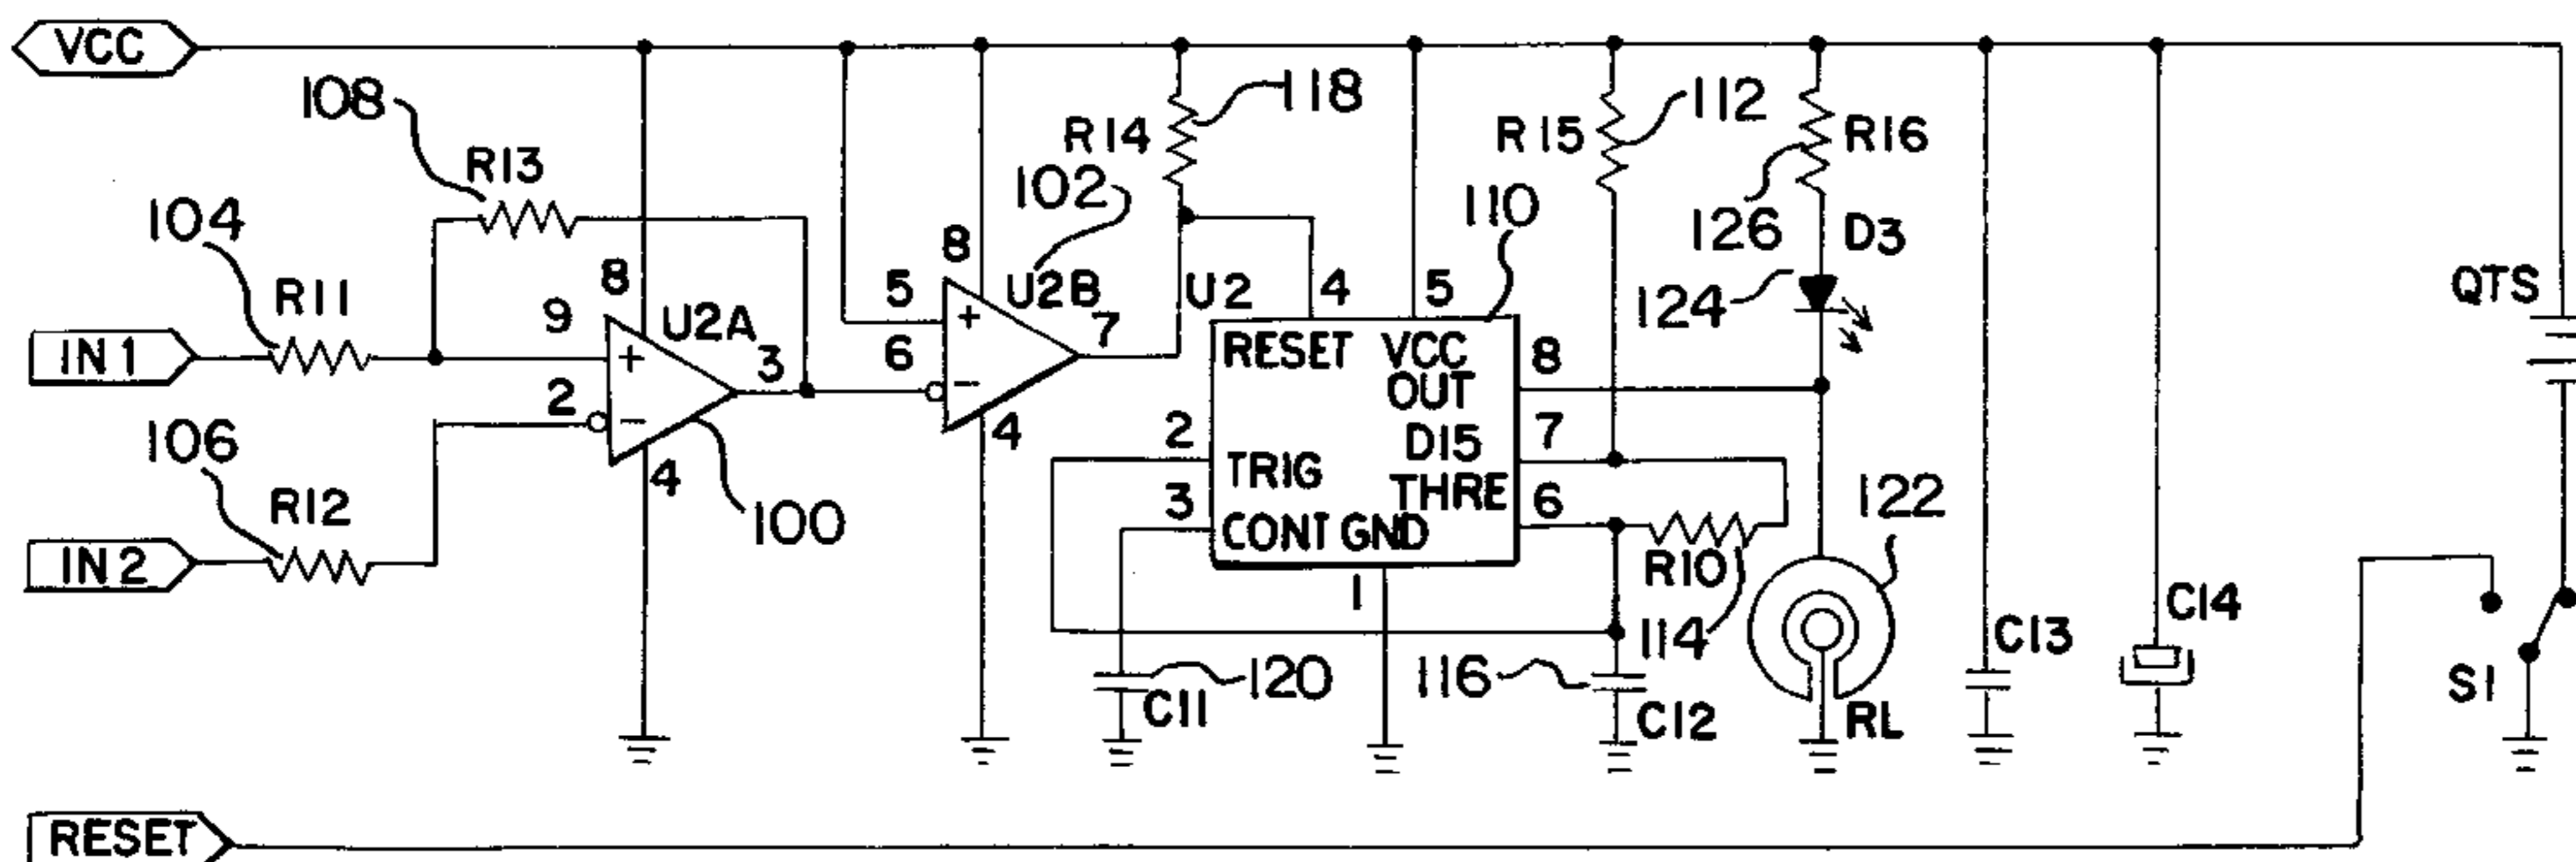 VCC
108
118
R14
R15
112
R16
R13
102
110
126
D3
104
R11
8
8
U2B
U2
4
5
124
QTS
9
U2A
5
+
7
RESET
VCC
8
IN1
+
3
6
−
OUT
2
−
4
2
D15
7
106
R12
4
100
TRIG
THRE
6
122
3
CONT
GND
R10
IN2
1
114
C13
C14
120
C11
116
C12
RL
S1
RESET